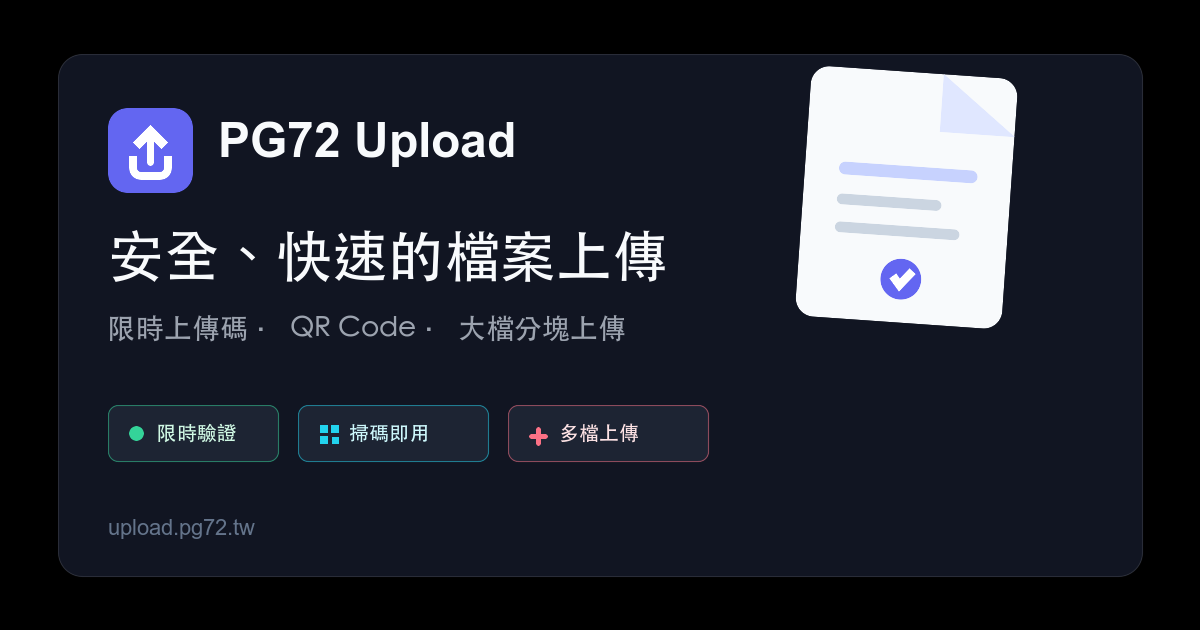 PG72 Upload
安全、快速的檔案上傳
限時上傳碼 · QR Code · 大檔分塊上傳
限時驗證
掃碼即用
多檔上傳
upload.pg72.tw